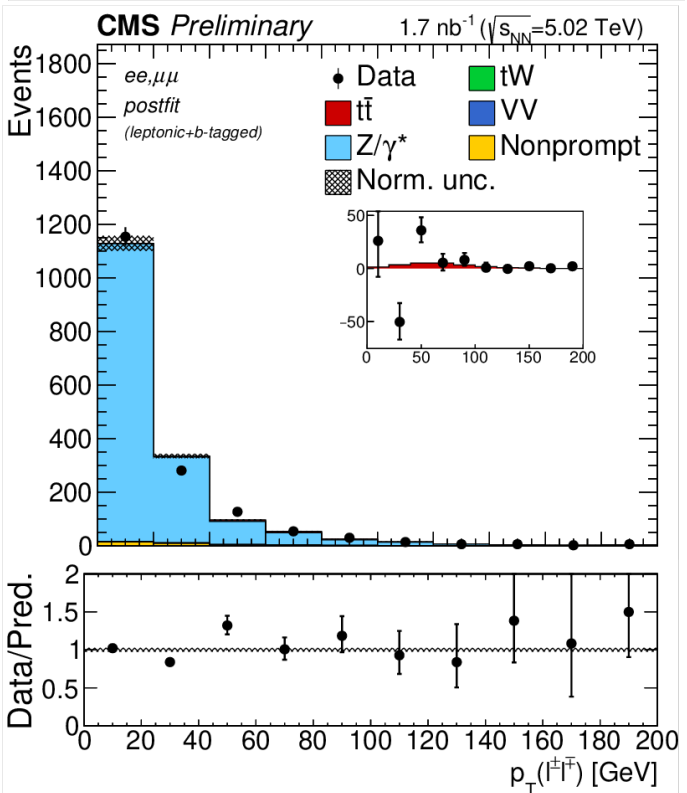 CMS Preliminary 1.7 nb⁻¹ (√s_NN=5.02 TeV)
Events
1800
1600
1400
1200
1000
800
600
400
200
0
ee,μμ
postfit
(leptonic+b-tagged)
Data
tt̄
Z/γ*
Norm. unc.
tW
VV
Nonprompt
50
0
−50
0 50 100 150 200
Data/Pred.
2
1.5
1
0.5
0
0 20 40 60 80 100 120 140 160 180 200
p_T(l^±l^∓) [GeV]